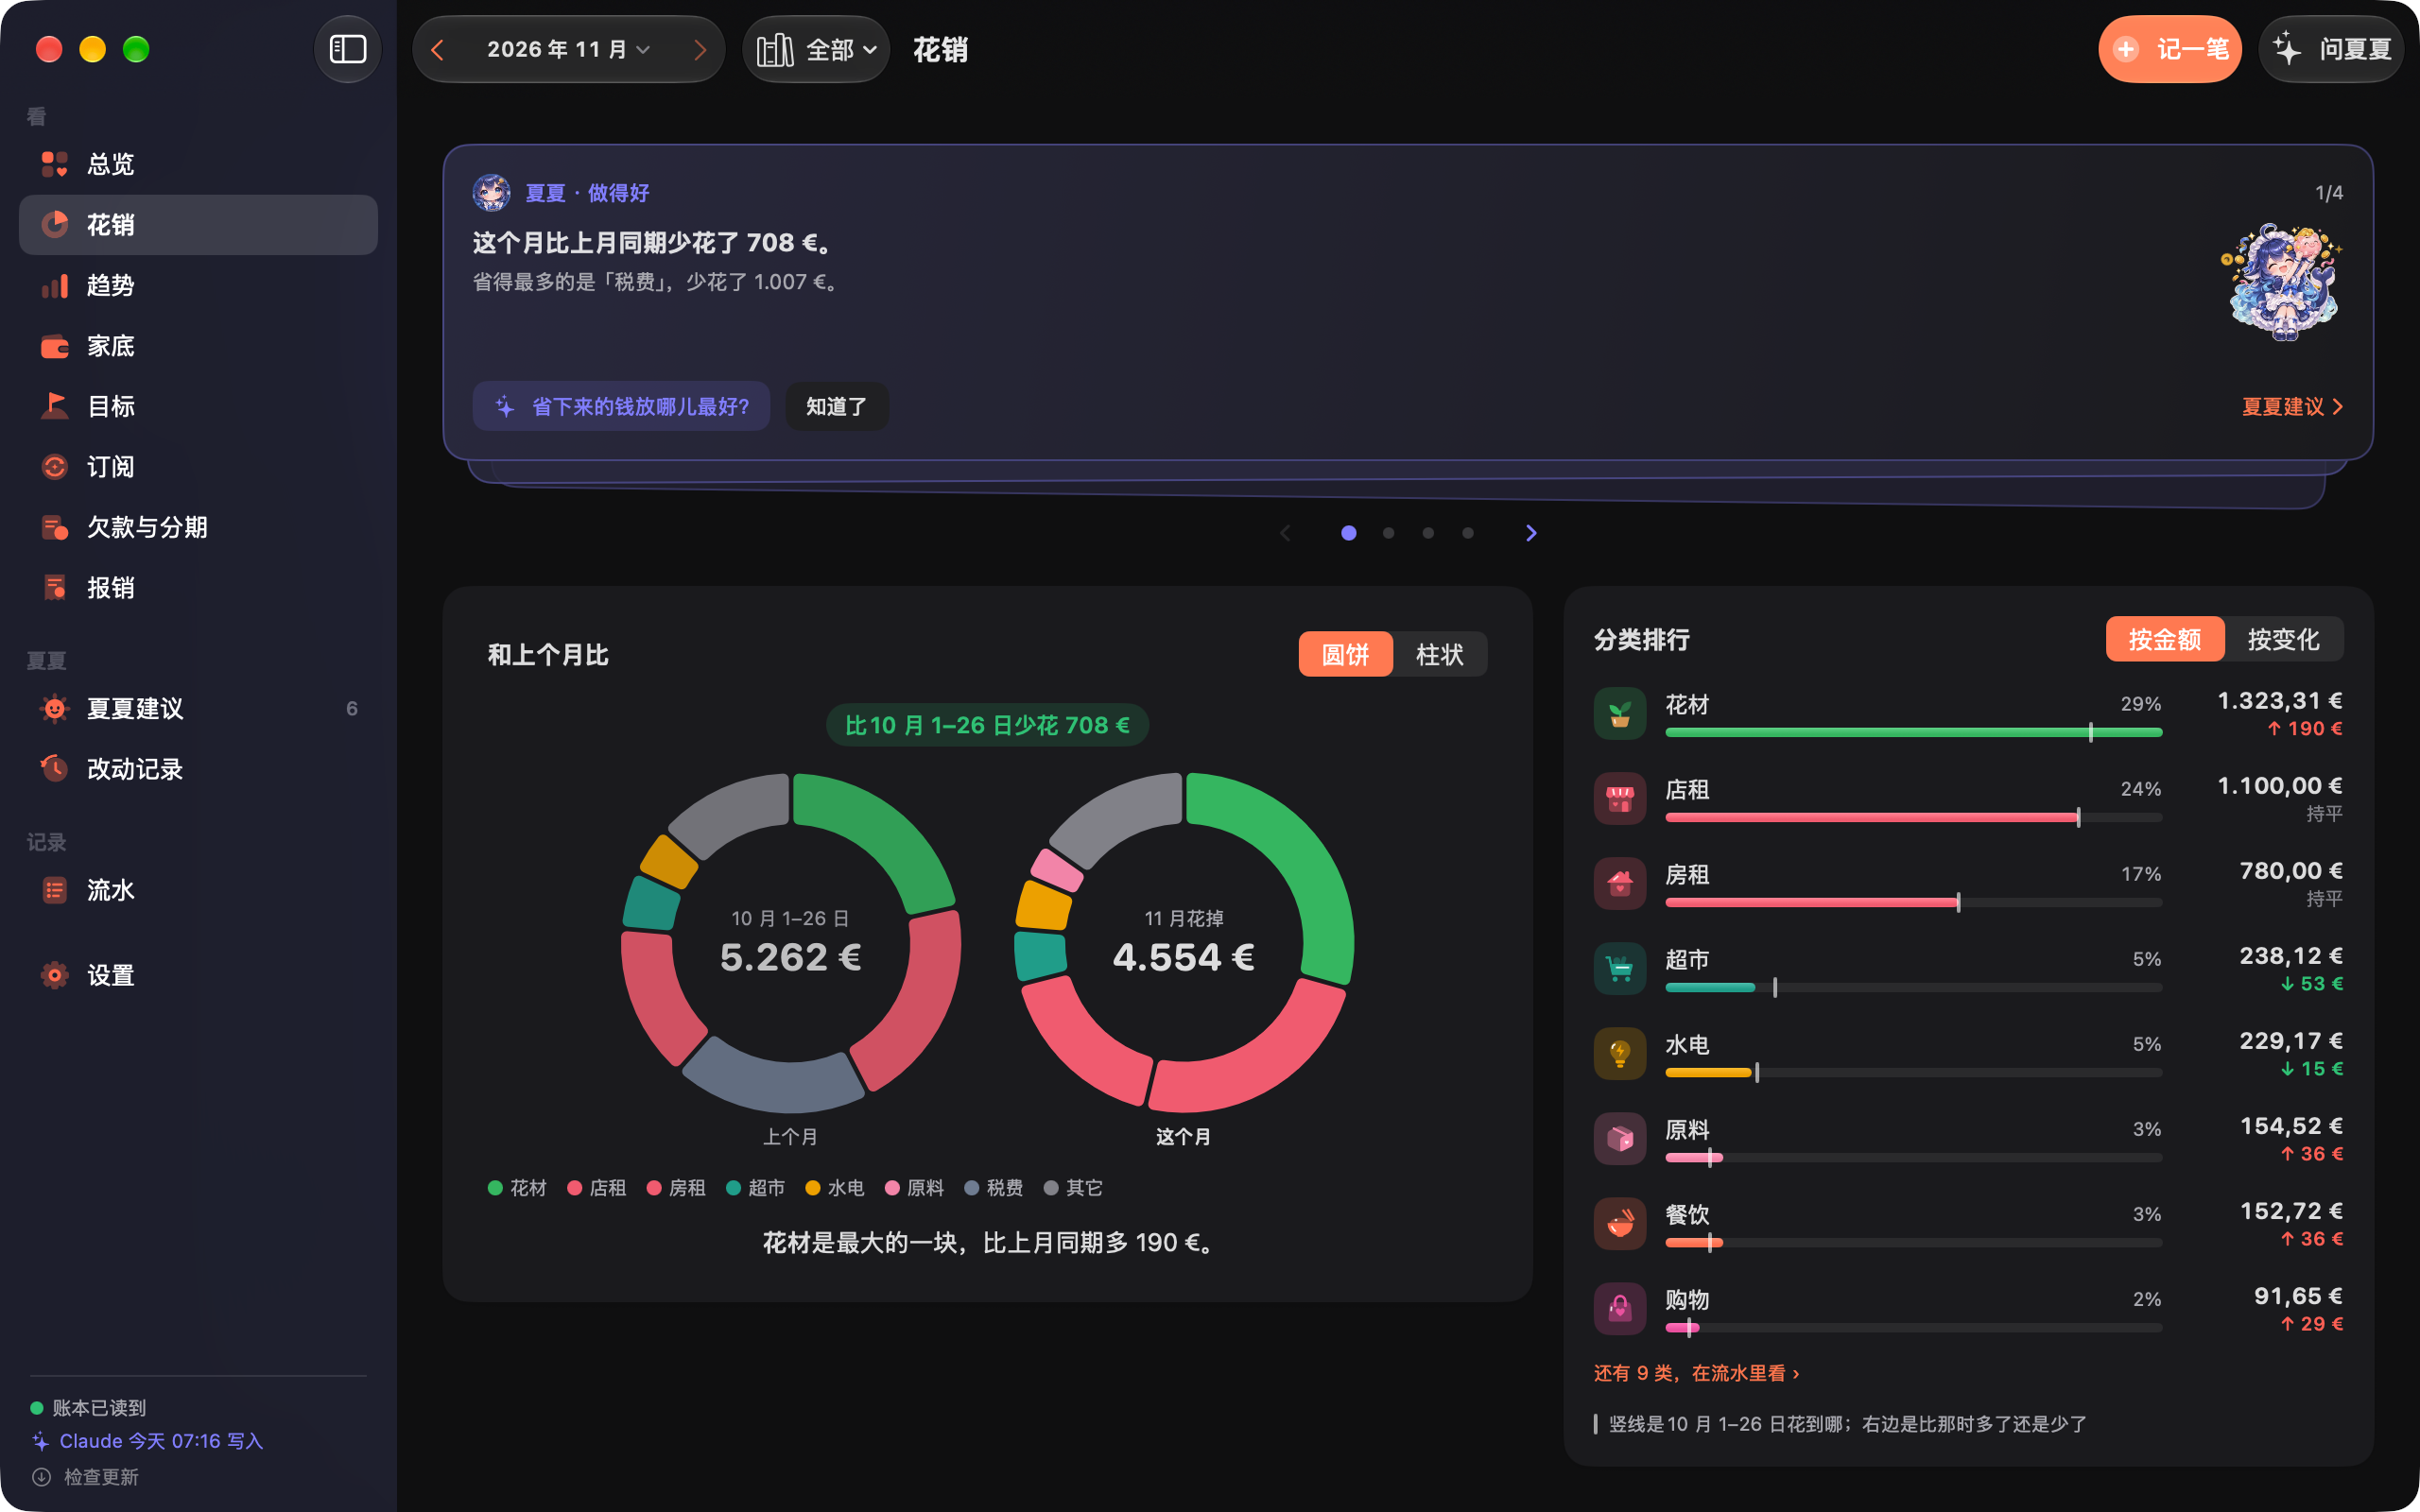 2026 年 11 月
全部
花销
记一笔
问夏夏
看
总览
花销
趋势
家底
目标
订阅
欠款与分期
报销
夏夏
夏夏建议 6
改动记录
记录
流水
设置
账本已读到
Claude 今天 07:16 写入
检查更新
夏夏 · 做得好
1/4
这个月比上月同期少花了 708 €。
省得最多的是「税费」，少花了 1.007 €。
省下来的钱放哪儿最好?
知道了
夏夏建议
和上个月比
圆饼
柱状
比10 月 1–26 日少花 708 €
10 月 1–26 日
5.262 €
上个月
11 月花掉
4.554 €
这个月
花材 店租 房租 超市 水电 原料 税费 其它
花材是最大的一块，比上月同期多 190 €。
分类排行
按金额
按变化
花材 29% 1.323,31 €
↑ 190 €
店租 24% 1.100,00 €
持平
房租 17% 780,00 €
持平
超市 5% 238,12 €
↓ 53 €
水电 5% 229,17 €
↓ 15 €
原料 3% 154,52 €
↑ 36 €
餐饮 3% 152,72 €
↑ 36 €
购物 2% 91,65 €
↑ 29 €
还有 9 类，在流水里看 ›
竖线是10 月 1–26 日花到哪；右边是比那时多了还是少了